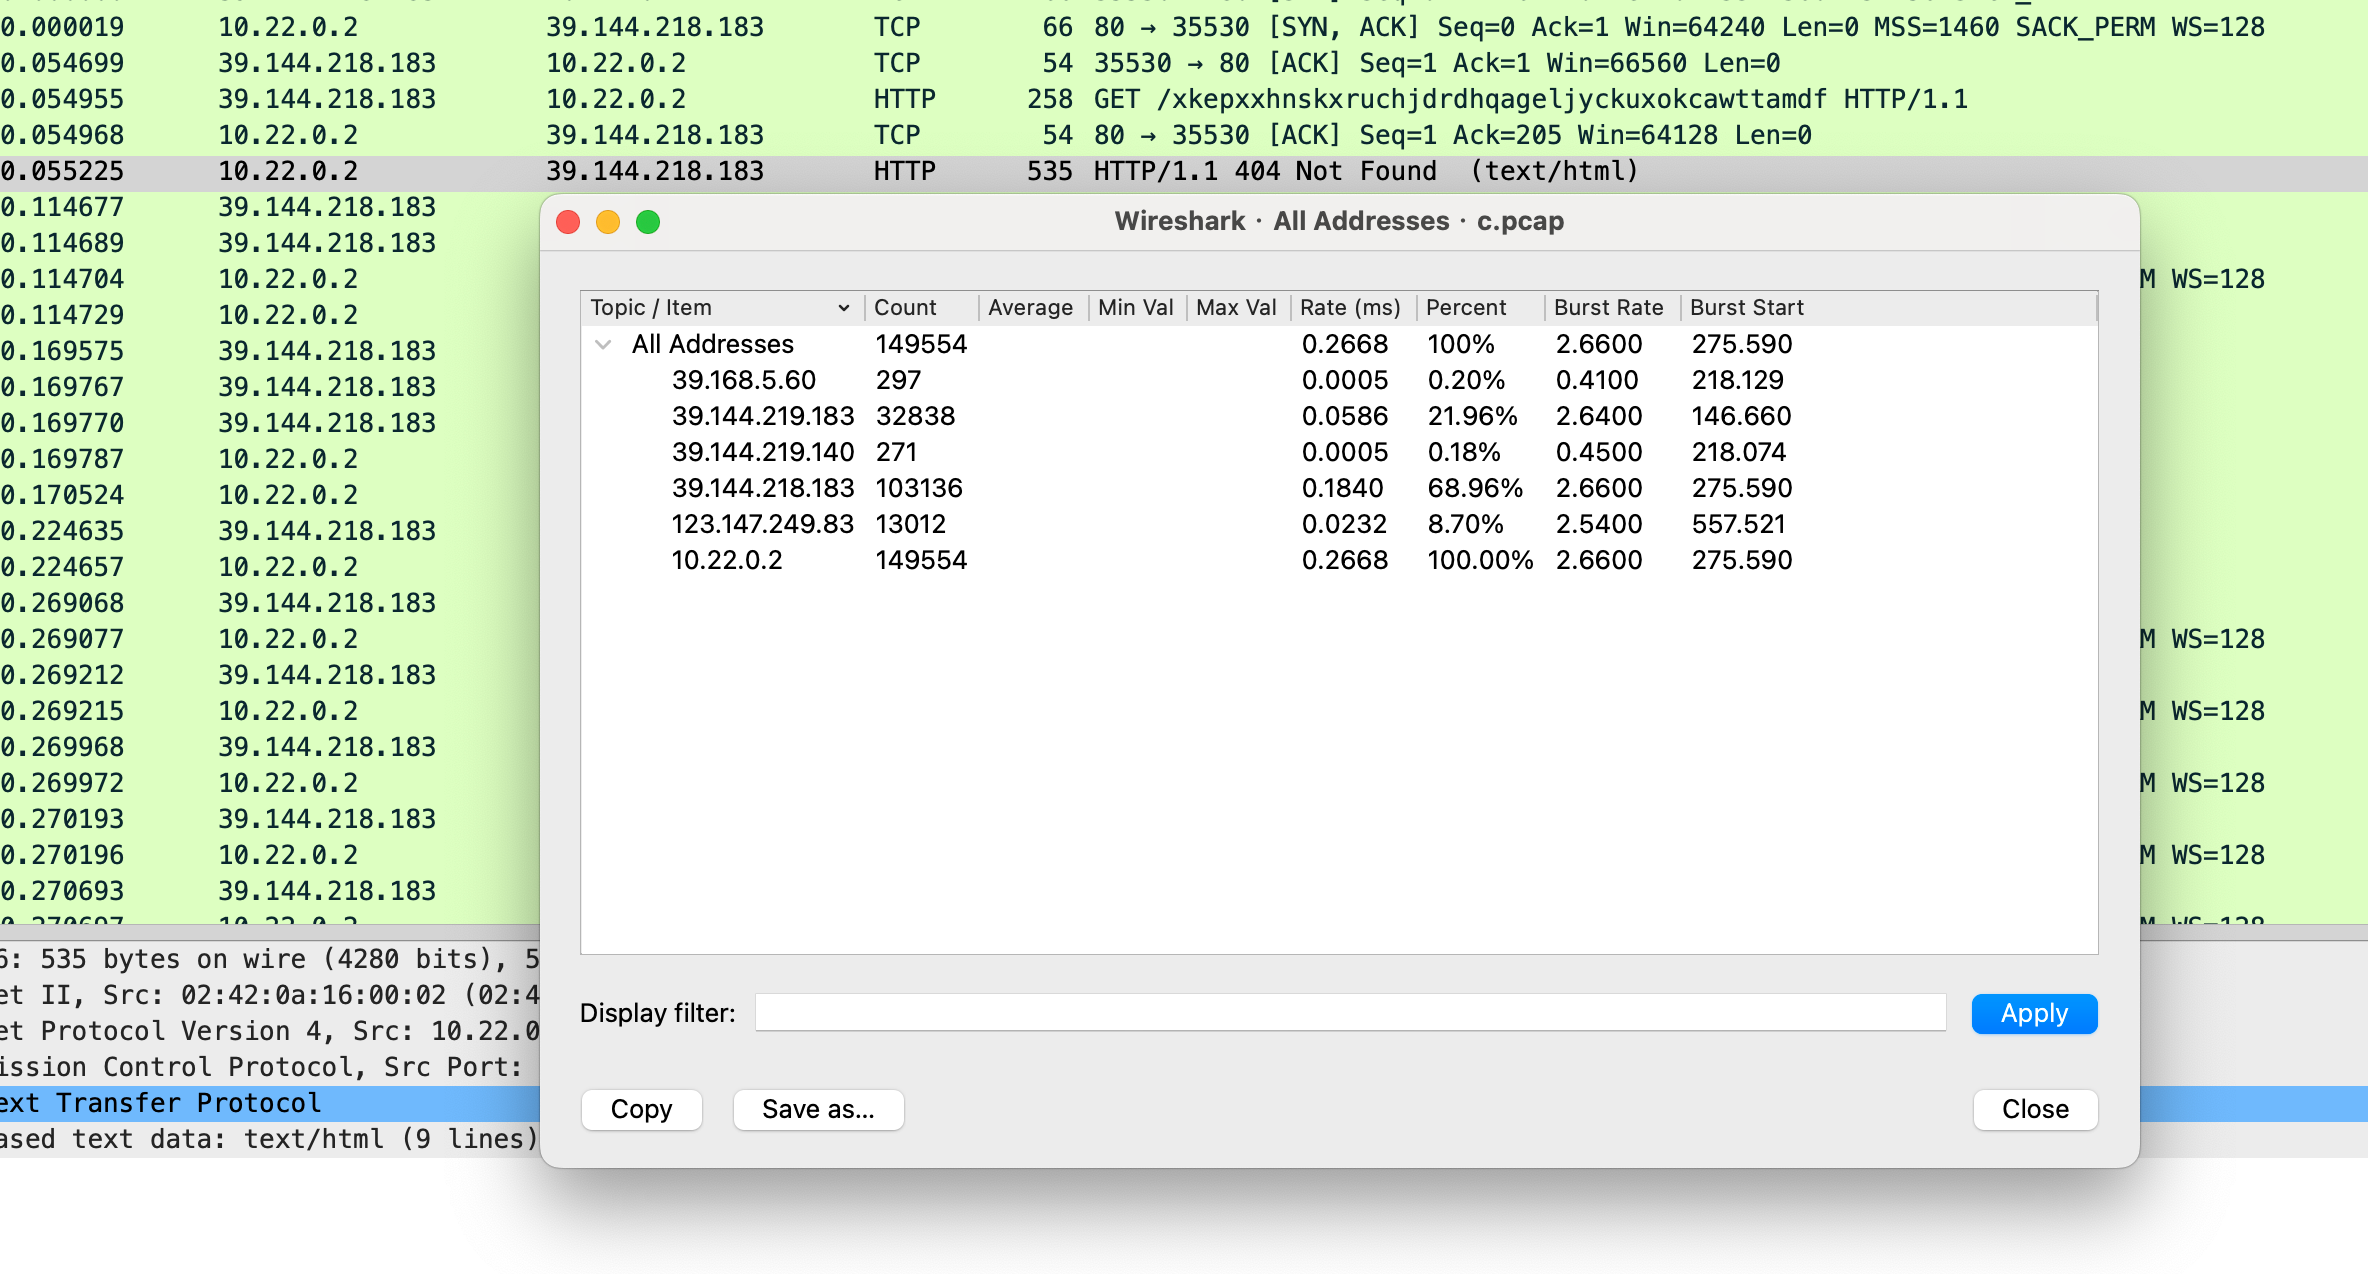 0.000019 10.22.0.2 39.144.218.183 TCP 66 80 → 35530 [SYN, ACK] Seq=0 Ack=1 Win=64240 Len=0 MSS=1460 SACK_PERM WS=128
0.054699 39.144.218.183 10.22.0.2 TCP 54 35530 → 80 [ACK] Seq=1 Ack=1 Win=66560 Len=0
0.054955 39.144.218.183 10.22.0.2 HTTP 258 GET /xkepxxhnskxruchjdrdhqageljyckuxokcawttamdf HTTP/1.1
0.054968 10.22.0.2 39.144.218.183 TCP 54 80 → 35530 [ACK] Seq=1 Ack=205 Win=64128 Len=0
0.055225 10.22.0.2 39.144.218.183 HTTP 535 HTTP/1.1 404 Not Found (text/html)
0.114677 39.144.218.183
0.114689 39.144.218.183
0.114704 10.22.0.2 M WS=128
0.114729 10.22.0.2
0.169575 39.144.218.183
0.169767 39.144.218.183
0.169770 39.144.218.183
0.169787 10.22.0.2
0.170524 10.22.0.2
0.224635 39.144.218.183
0.224657 10.22.0.2
0.269068 39.144.218.183
0.269077 10.22.0.2 M WS=128
0.269212 39.144.218.183
0.269215 10.22.0.2 M WS=128
0.269968 39.144.218.183
0.269972 10.22.0.2 M WS=128
0.270193 39.144.218.183
0.270196 10.22.0.2 M WS=128
0.270693 39.144.218.183
0.270697 10.22.0.2 M WS=128
6: 535 bytes on wire (4280 bits), 5
et II, Src: 02:42:0a:16:00:02 (02:4
et Protocol Version 4, Src: 10.22.0
ission Control Protocol, Src Port:
ext Transfer Protocol
ased text data: text/html (9 lines)
Wireshark · All Addresses · c.pcap
Topic / Item Count Average Min Val Max Val Rate (ms) Percent Burst Rate Burst Start
All Addresses 149554 0.2668 100% 2.6600 275.590
39.168.5.60 297 0.0005 0.20% 0.4100 218.129
39.144.219.183 32838 0.0586 21.96% 2.6400 146.660
39.144.219.140 271 0.0005 0.18% 0.4500 218.074
39.144.218.183 103136 0.1840 68.96% 2.6600 275.590
123.147.249.83 13012 0.0232 8.70% 2.5400 557.521
10.22.0.2 149554 0.2668 100.00% 2.6600 275.590
Display filter:
Apply
Copy Save as... Close